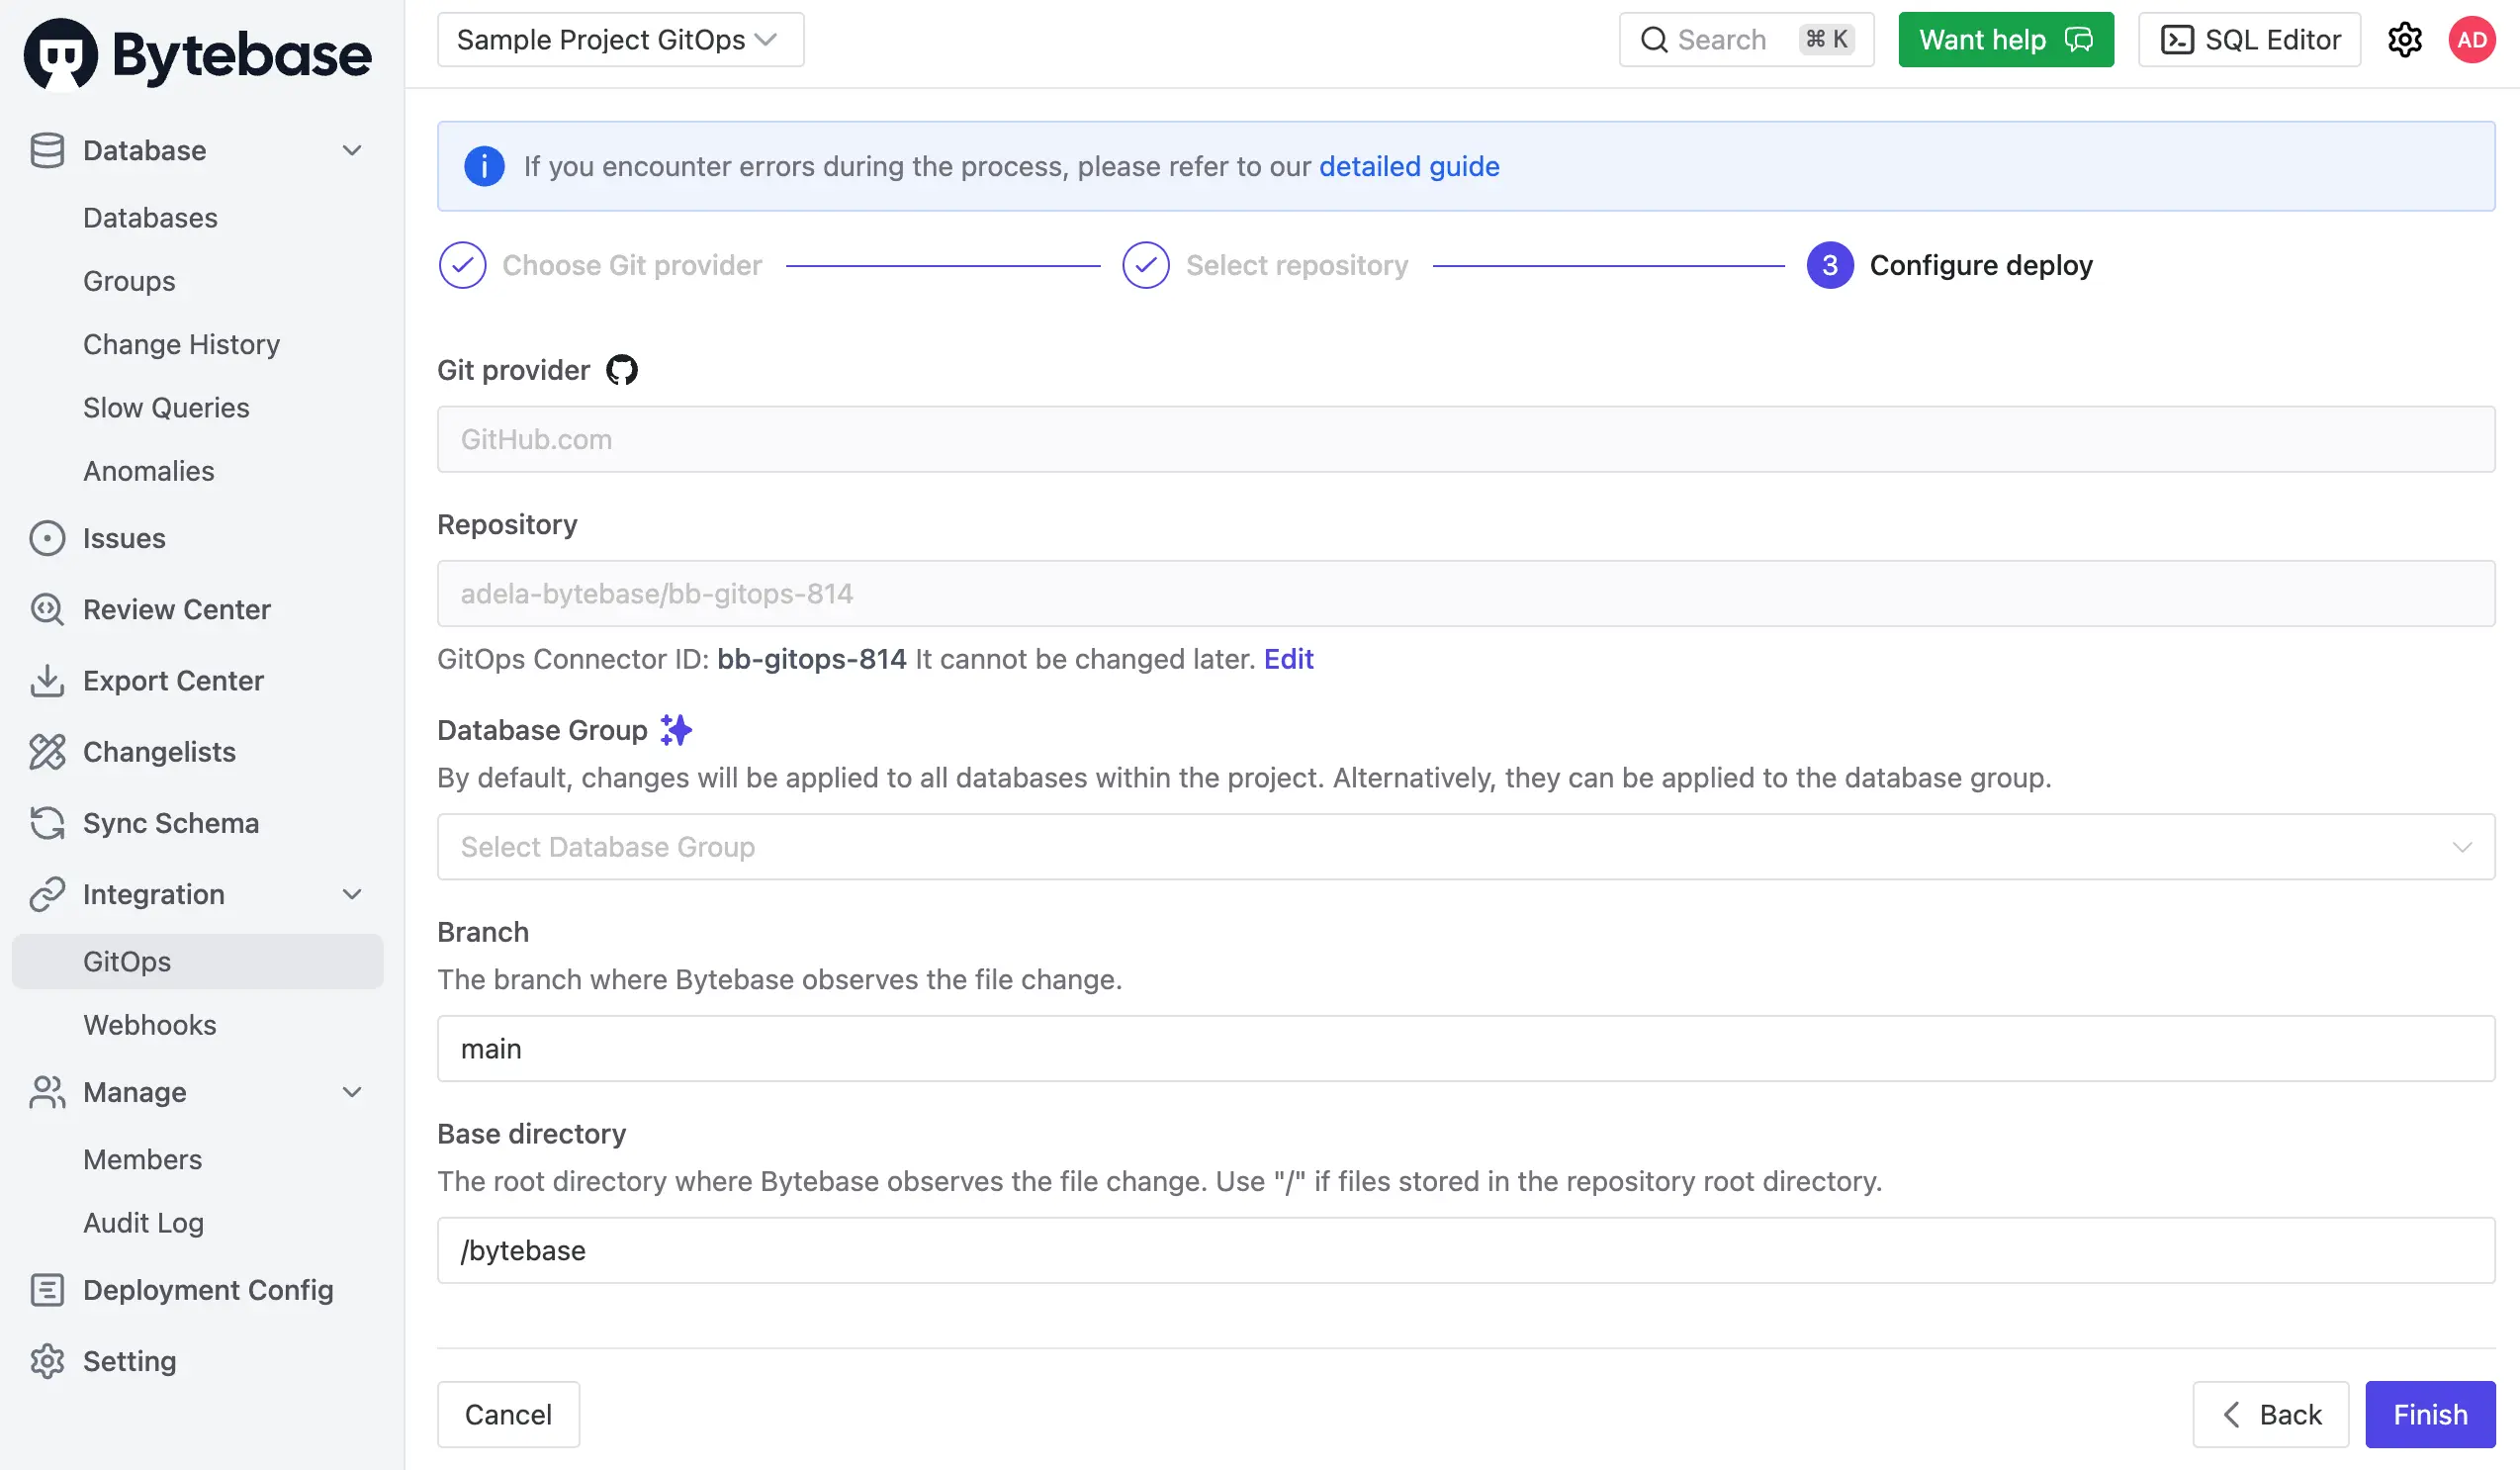 Bytebase
Sample Project GitOps
Search ⌘ K
Want help
SQL Editor
AD
Database
Databases
Groups
Change History
Slow Queries
Anomalies
Issues
Review Center
Export Center
Changelists
Sync Schema
Integration
GitOps
Webhooks
Manage
Members
Audit Log
Deployment Config
Setting
If you encounter errors during the process, please refer to our detailed guide
Choose Git provider
Select repository
3 Configure deploy
Git provider
GitHub.com
Repository
adela-bytebase/bb-gitops-814
GitOps Connector ID: bb-gitops-814 It cannot be changed later. Edit
Database Group
By default, changes will be applied to all databases within the project. Alternatively, they can be applied to the database group.
Select Database Group
Branch
The branch where Bytebase observes the file change.
main
Base directory
The root directory where Bytebase observes the file change. Use "/" if files stored in the repository root directory.
/bytebase
Cancel
Back
Finish